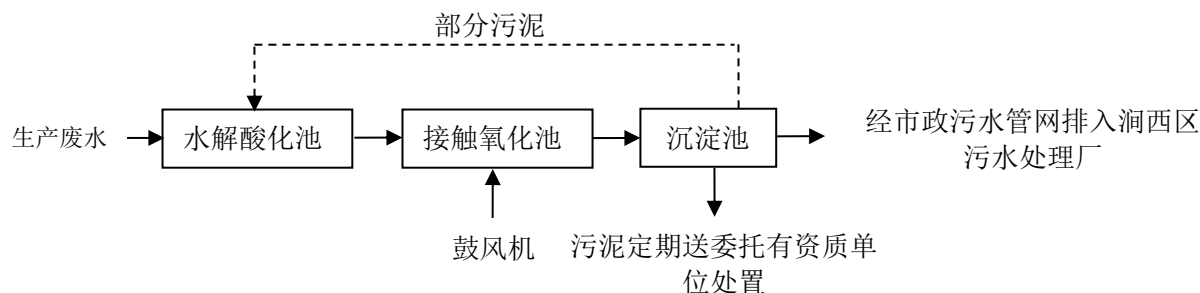 部分污泥
生产废水
水解酸化池
接触氧化池
沉淀池
经市政污水管网排入涧西区
污水处理厂
鼓风机
污泥定期送委托有资质单
位处置